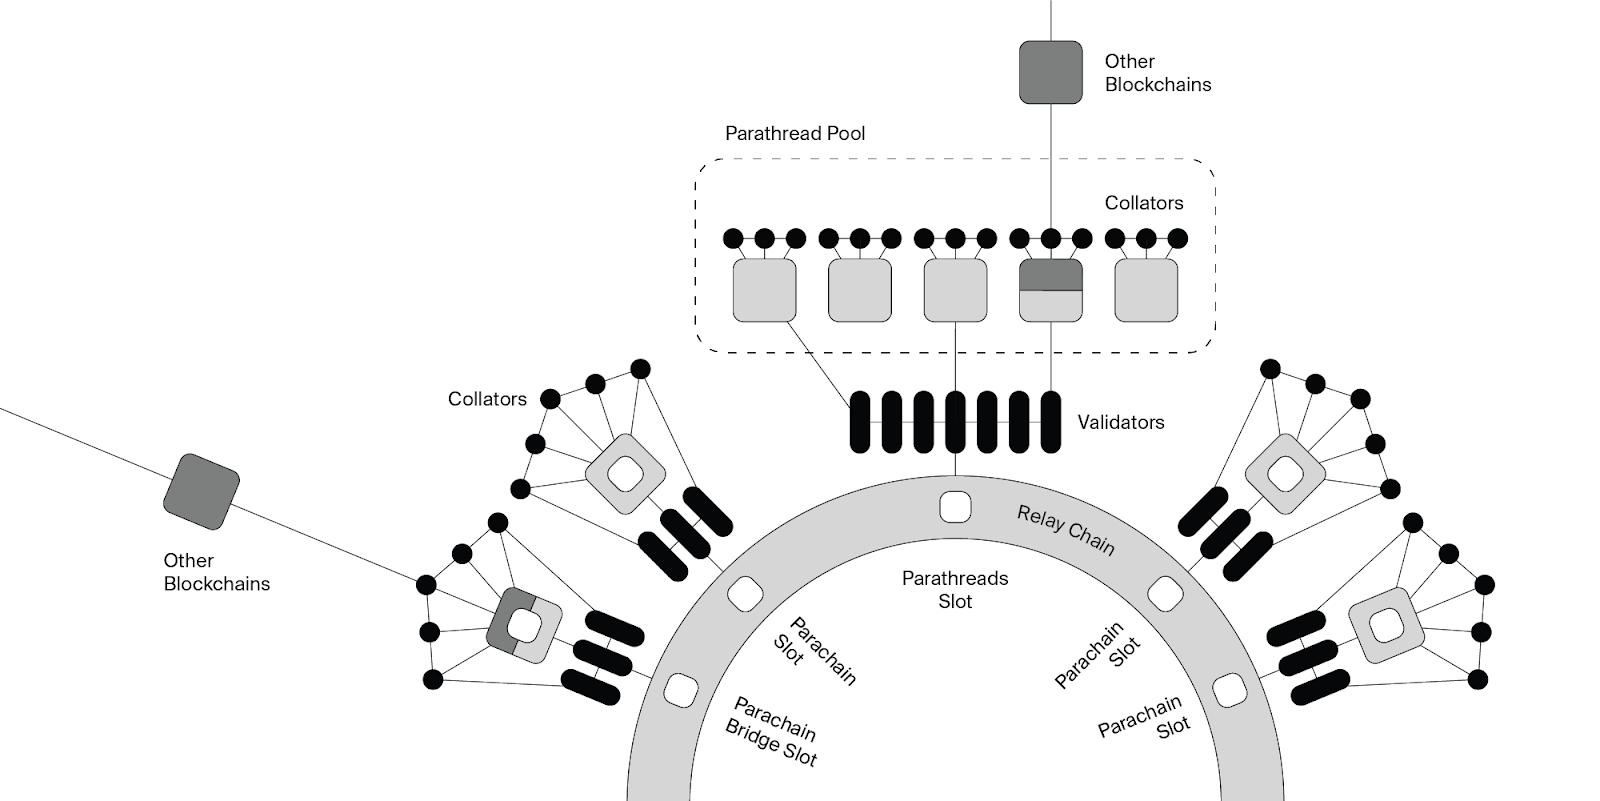 Other
Blockchains
Parathread Pool
Collators
Collators
Validators
Relay Chain
Other
Blockchains
Parathreads
Slot
Parachain
Slot
Parachain
Slot
Parachain
Bridge Slot
Parachain
Slot